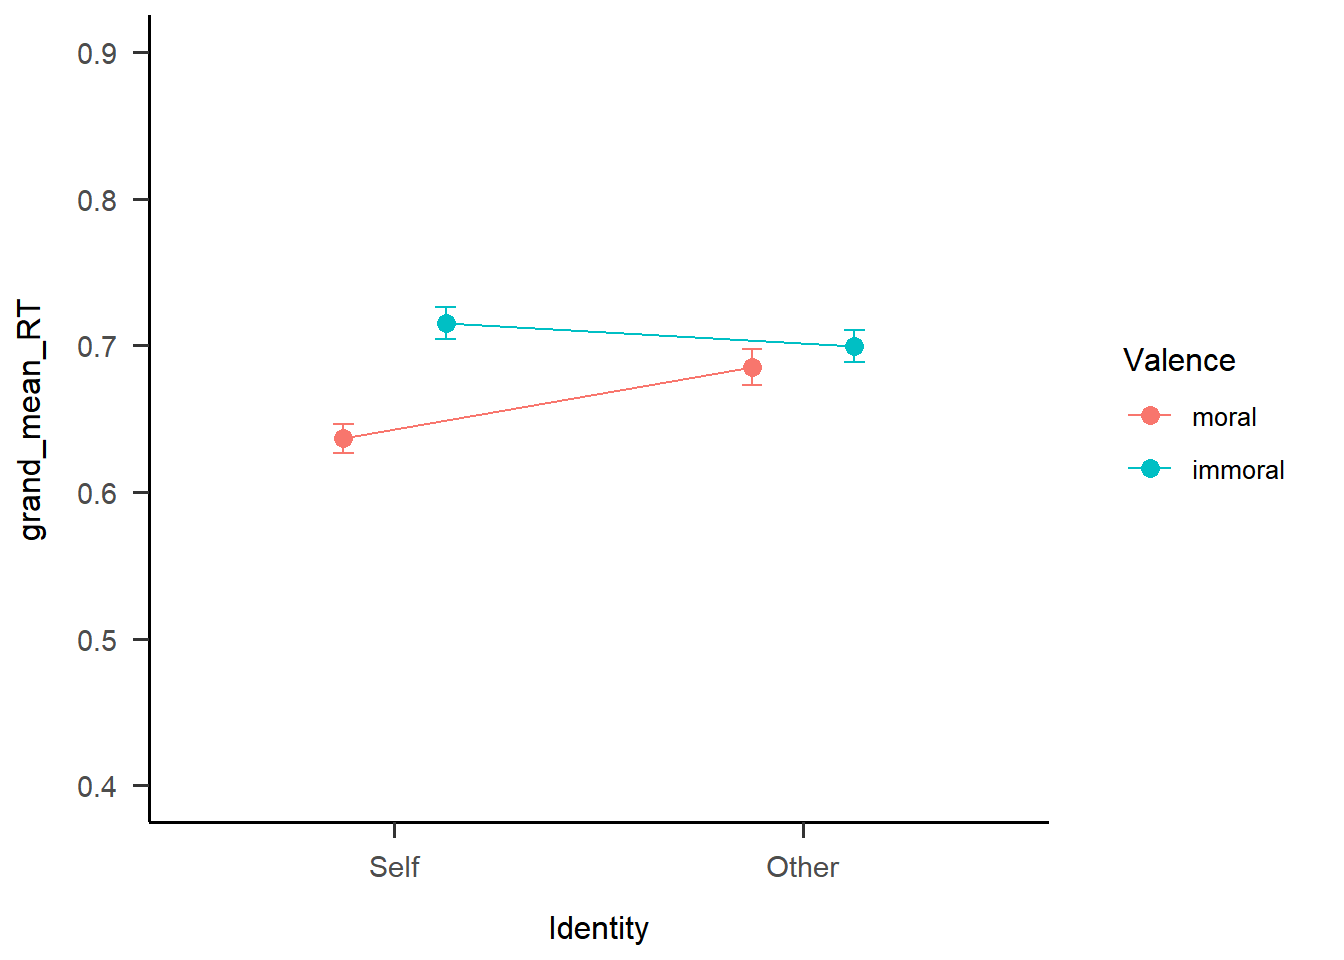 0.9
0.8
0.7
0.6
0.5
0.4
grand_mean_RT
Self
Other
Identity
Valence
moral
immoral